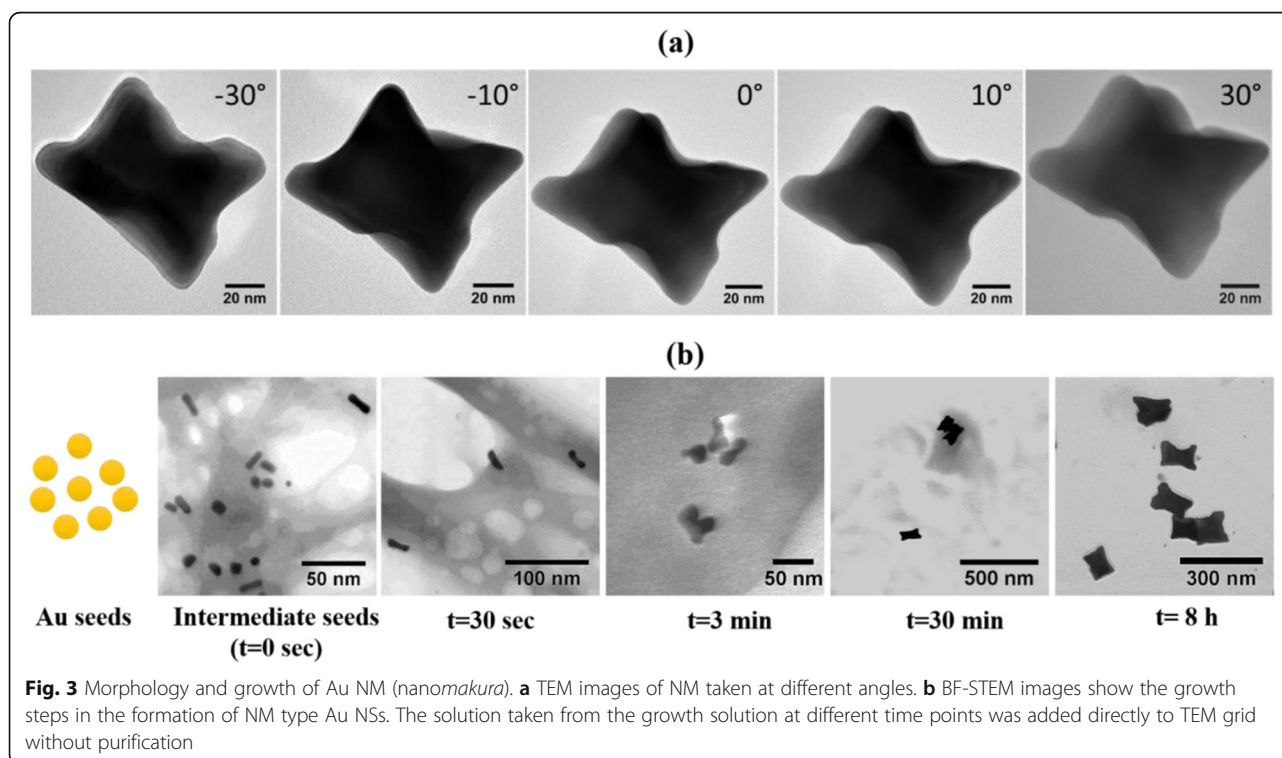 (a)
-30° -10° 0° 10° 30°
20 nm 20 nm 20 nm 20 nm 20 nm
(b)
50 nm 100 nm 50 nm 500 nm 300 nm
Au seeds Intermediate seeds t=30 sec t=3 min t=30 min t= 8 h
(t=0 sec)
Fig. 3 Morphology and growth of Au NM (nanomakura). a TEM images of NM taken at different angles. b BF-STEM images show the growth
steps in the formation of NM type Au NSs. The solution taken from the growth solution at different time points was added directly to TEM grid
without purification